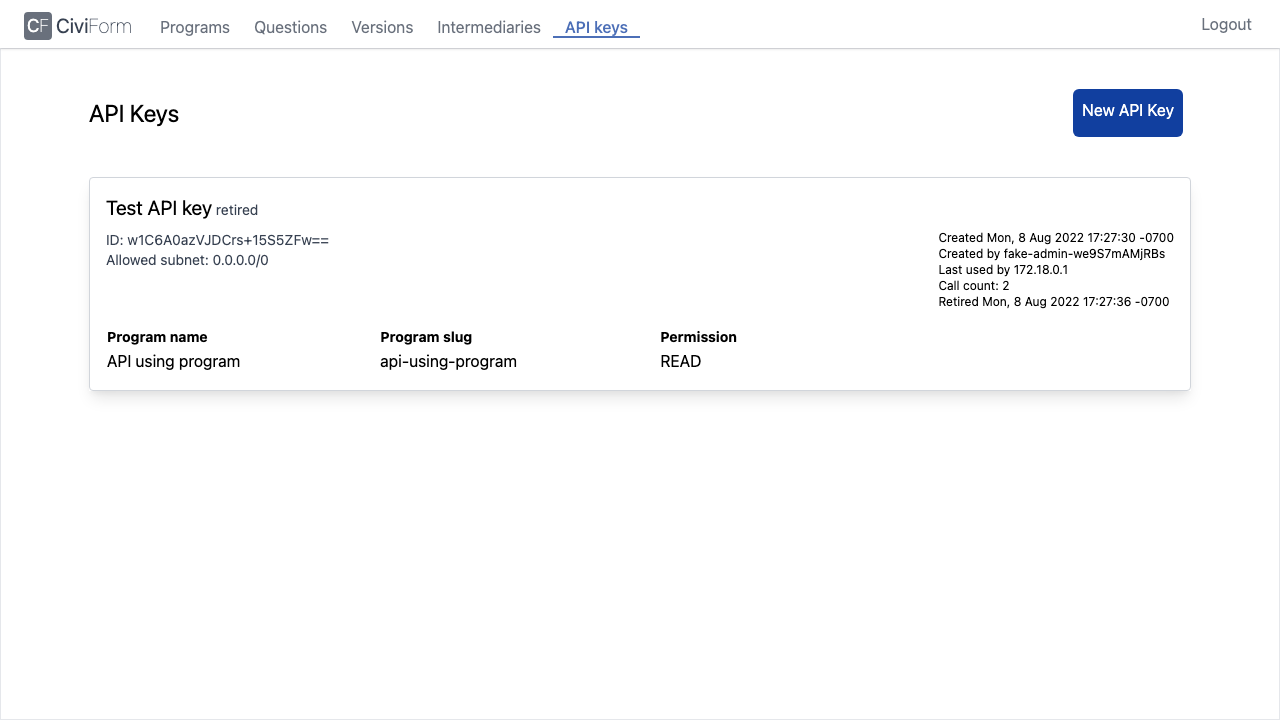 CF CiviForm Programs Questions Versions Intermediaries API keys Logout
API Keys
New API Key
Test API key retired
ID: w1C6A0azVJDCrs+15S5ZFw==
Allowed subnet: 0.0.0.0/0
Created Mon, 8 Aug 2022 17:27:30 -0700
Created by fake-admin-we9S7mAMjRBs
Last used by 172.18.0.1
Call count: 2
Retired Mon, 8 Aug 2022 17:27:36 -0700
Program name Program slug Permission
API using program api-using-program READ